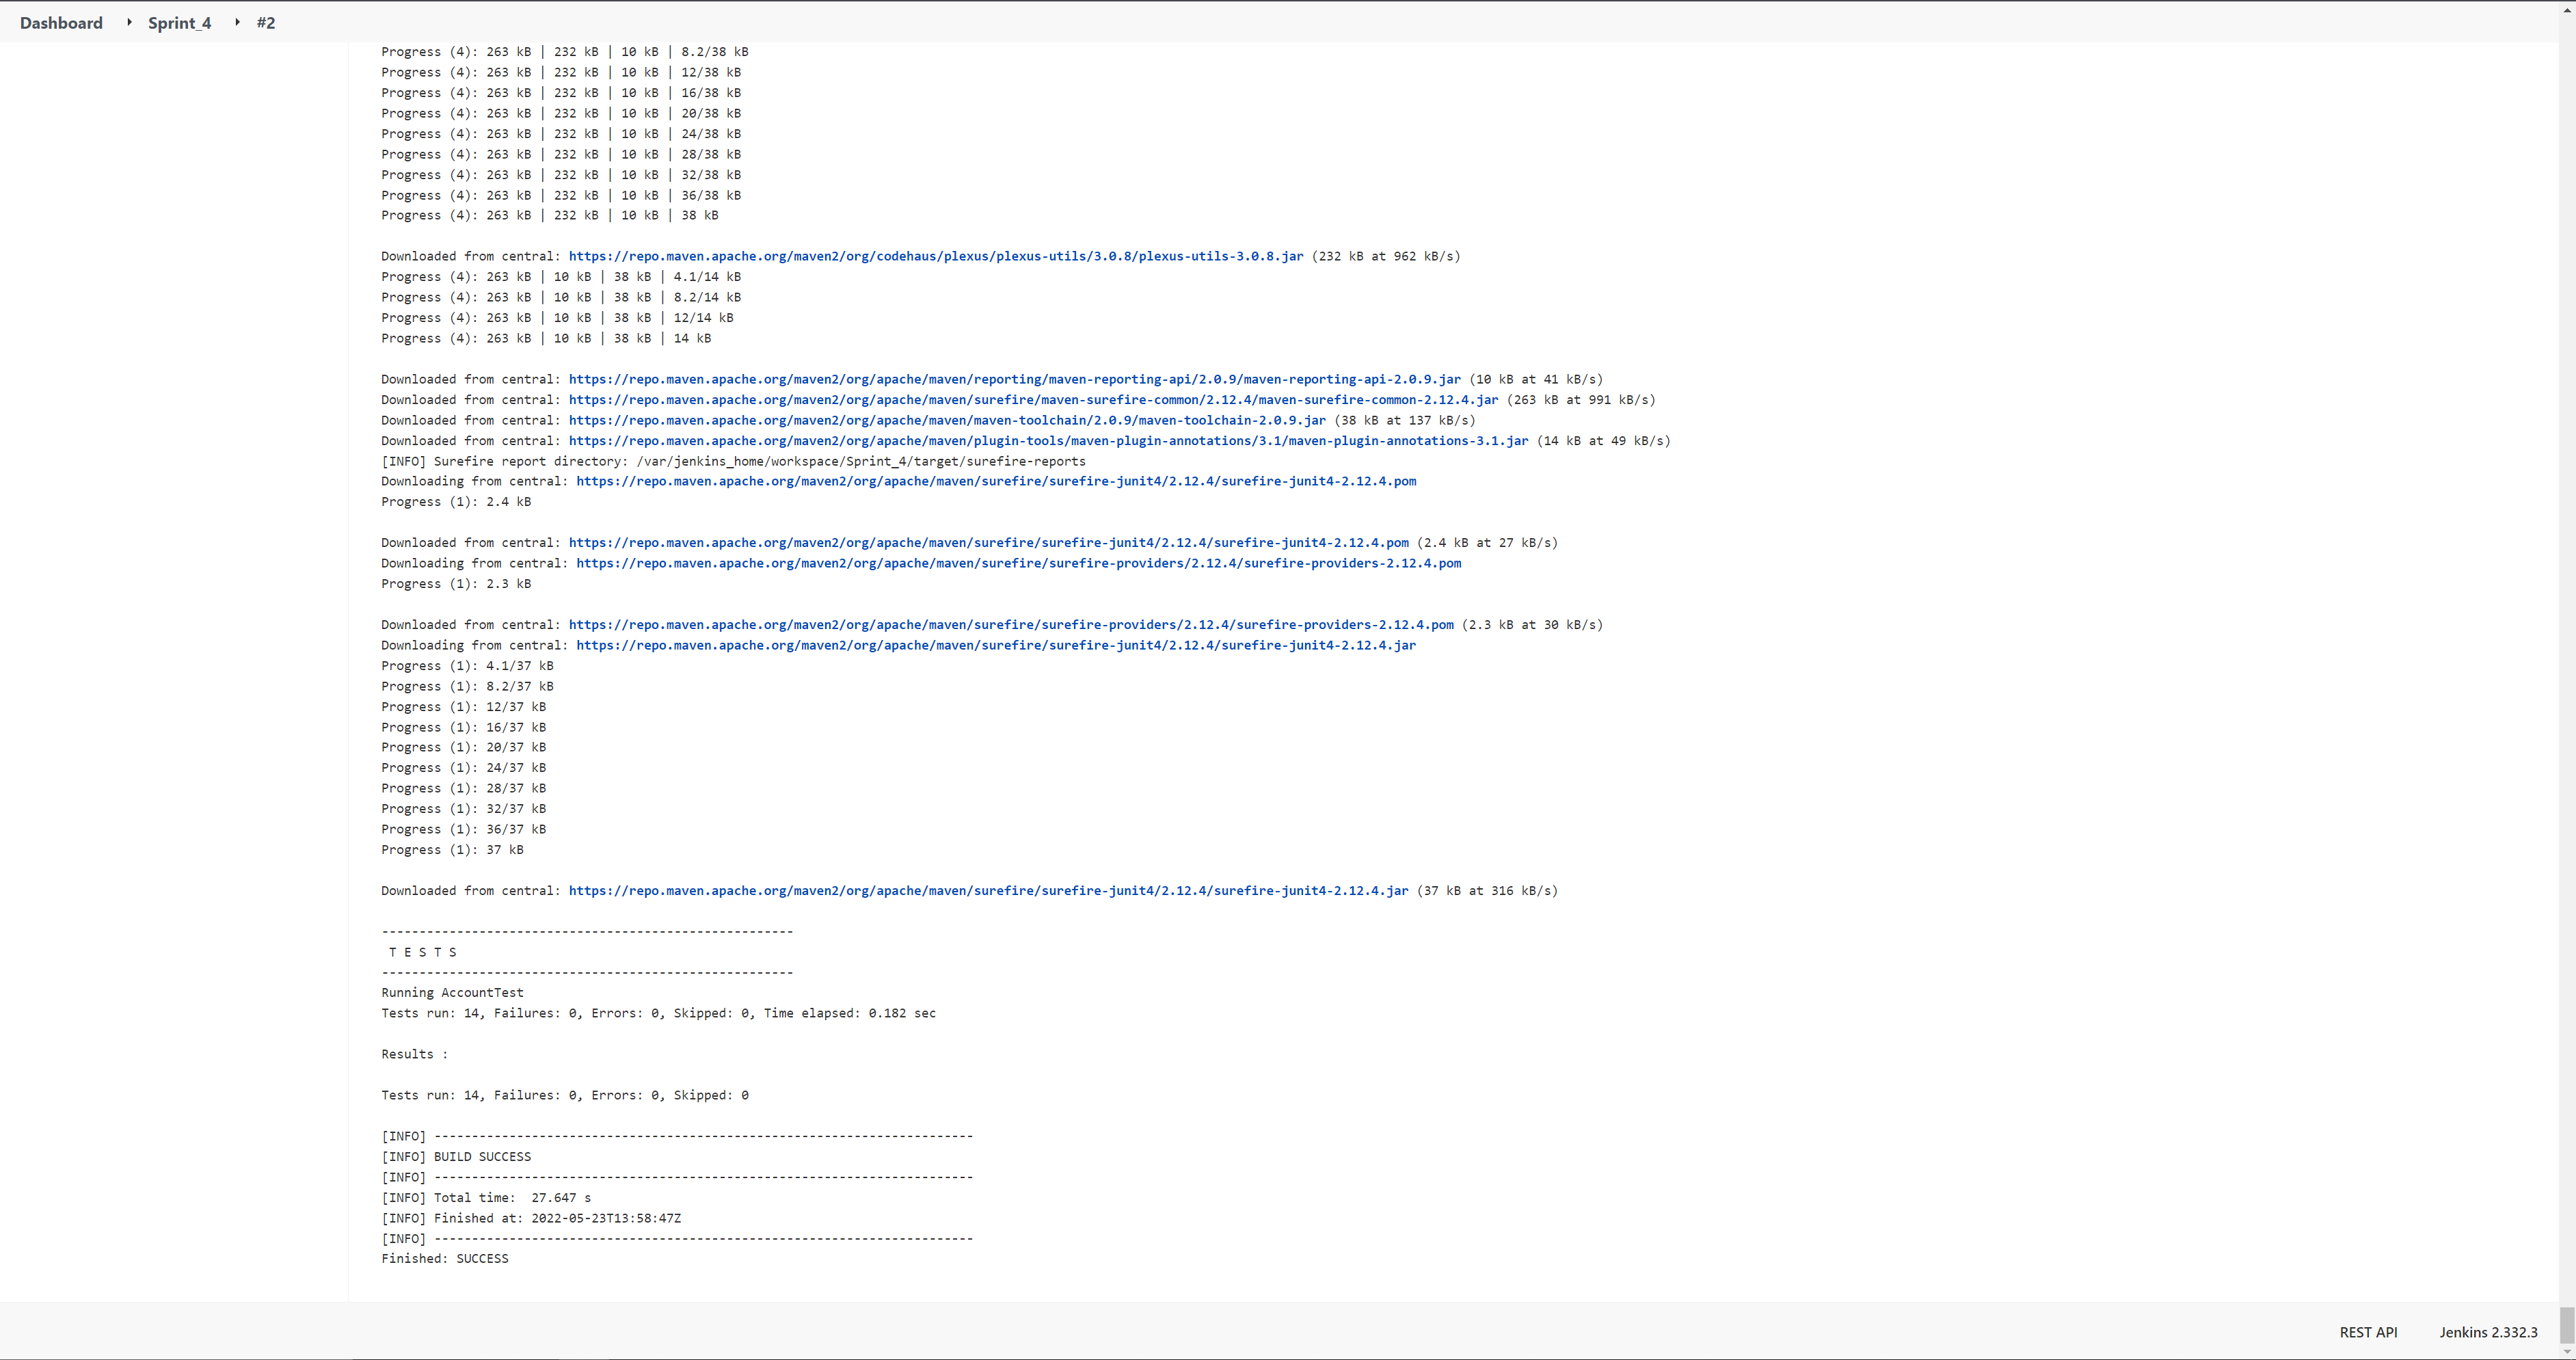 Dashboard Sprint_4 #2
Progress (4): 263 kB | 232 kB | 10 kB | 8.2/38 kB
Progress (4): 263 kB | 232 kB | 10 kB | 12/38 kB
Progress (4): 263 kB | 232 kB | 10 kB | 16/38 kB
Progress (4): 263 kB | 232 kB | 10 kB | 20/38 kB
Progress (4): 263 kB | 232 kB | 10 kB | 24/38 kB
Progress (4): 263 kB | 232 kB | 10 kB | 28/38 kB
Progress (4): 263 kB | 232 kB | 10 kB | 32/38 kB
Progress (4): 263 kB | 232 kB | 10 kB | 36/38 kB
Progress (4): 263 kB | 232 kB | 10 kB | 38 kB
Downloaded from central: https://repo.maven.apache.org/maven2/org/codehaus/plexus/plexus-utils/3.0.8/plexus-utils-3.0.8.jar (232 kB at 962 kB/s)
Progress (4): 263 kB | 10 kB | 38 kB | 4.1/14 kB
Progress (4): 263 kB | 10 kB | 38 kB | 8.2/14 kB
Progress (4): 263 kB | 10 kB | 38 kB | 12/14 kB
Progress (4): 263 kB | 10 kB | 38 kB | 14 kB
Downloaded from central: https://repo.maven.apache.org/maven2/org/apache/maven/reporting/maven-reporting-api/2.0.9/maven-reporting-api-2.0.9.jar (10 kB at 41 kB/s)
Downloaded from central: https://repo.maven.apache.org/maven2/org/apache/maven/surefire/maven-surefire-common/2.12.4/maven-surefire-common-2.12.4.jar (263 kB at 991 kB/s)
Downloaded from central: https://repo.maven.apache.org/maven2/org/apache/maven/maven-toolchain/2.0.9/maven-toolchain-2.0.9.jar (38 kB at 137 kB/s)
Downloaded from central: https://repo.maven.apache.org/maven2/org/apache/maven/plugin-tools/maven-plugin-annotations/3.1/maven-plugin-annotations-3.1.jar (14 kB at 49 kB/s)
[INFO] Surefire report directory: /var/jenkins_home/workspace/Sprint_4/target/surefire-reports
Downloading from central: https://repo.maven.apache.org/maven2/org/apache/maven/surefire/surefire-junit4/2.12.4/surefire-junit4-2.12.4.pom
Progress (1): 2.4 kB
Downloaded from central: https://repo.maven.apache.org/maven2/org/apache/maven/surefire/surefire-junit4/2.12.4/surefire-junit4-2.12.4.pom (2.4 kB at 27 kB/s)
Downloading from central: https://repo.maven.apache.org/maven2/org/apache/maven/surefire/surefire-providers/2.12.4/surefire-providers-2.12.4.pom
Progress (1): 2.3 kB
Downloaded from central: https://repo.maven.apache.org/maven2/org/apache/maven/surefire/surefire-providers/2.12.4/surefire-providers-2.12.4.pom (2.3 kB at 30 kB/s)
Downloading from central: https://repo.maven.apache.org/maven2/org/apache/maven/surefire/surefire-junit4/2.12.4/surefire-junit4-2.12.4.jar
Progress (1): 4.1/37 kB
Progress (1): 8.2/37 kB
Progress (1): 12/37 kB
Progress (1): 16/37 kB
Progress (1): 20/37 kB
Progress (1): 24/37 kB
Progress (1): 28/37 kB
Progress (1): 32/37 kB
Progress (1): 36/37 kB
Progress (1): 37 kB
Downloaded from central: https://repo.maven.apache.org/maven2/org/apache/maven/surefire/surefire-junit4/2.12.4/surefire-junit4-2.12.4.jar (37 kB at 316 kB/s)
-------------------------------------------------------
T E S T S
-------------------------------------------------------
Running AccountTest
Tests run: 14, Failures: 0, Errors: 0, Skipped: 0, Time elapsed: 0.182 sec
Results :
Tests run: 14, Failures: 0, Errors: 0, Skipped: 0
[INFO] ------------------------------------------------------------------------
[INFO] BUILD SUCCESS
[INFO] ------------------------------------------------------------------------
[INFO] Total time:  27.647 s
[INFO] Finished at: 2022-05-23T13:58:47Z
[INFO] ------------------------------------------------------------------------
Finished: SUCCESS
REST API Jenkins 2.332.3